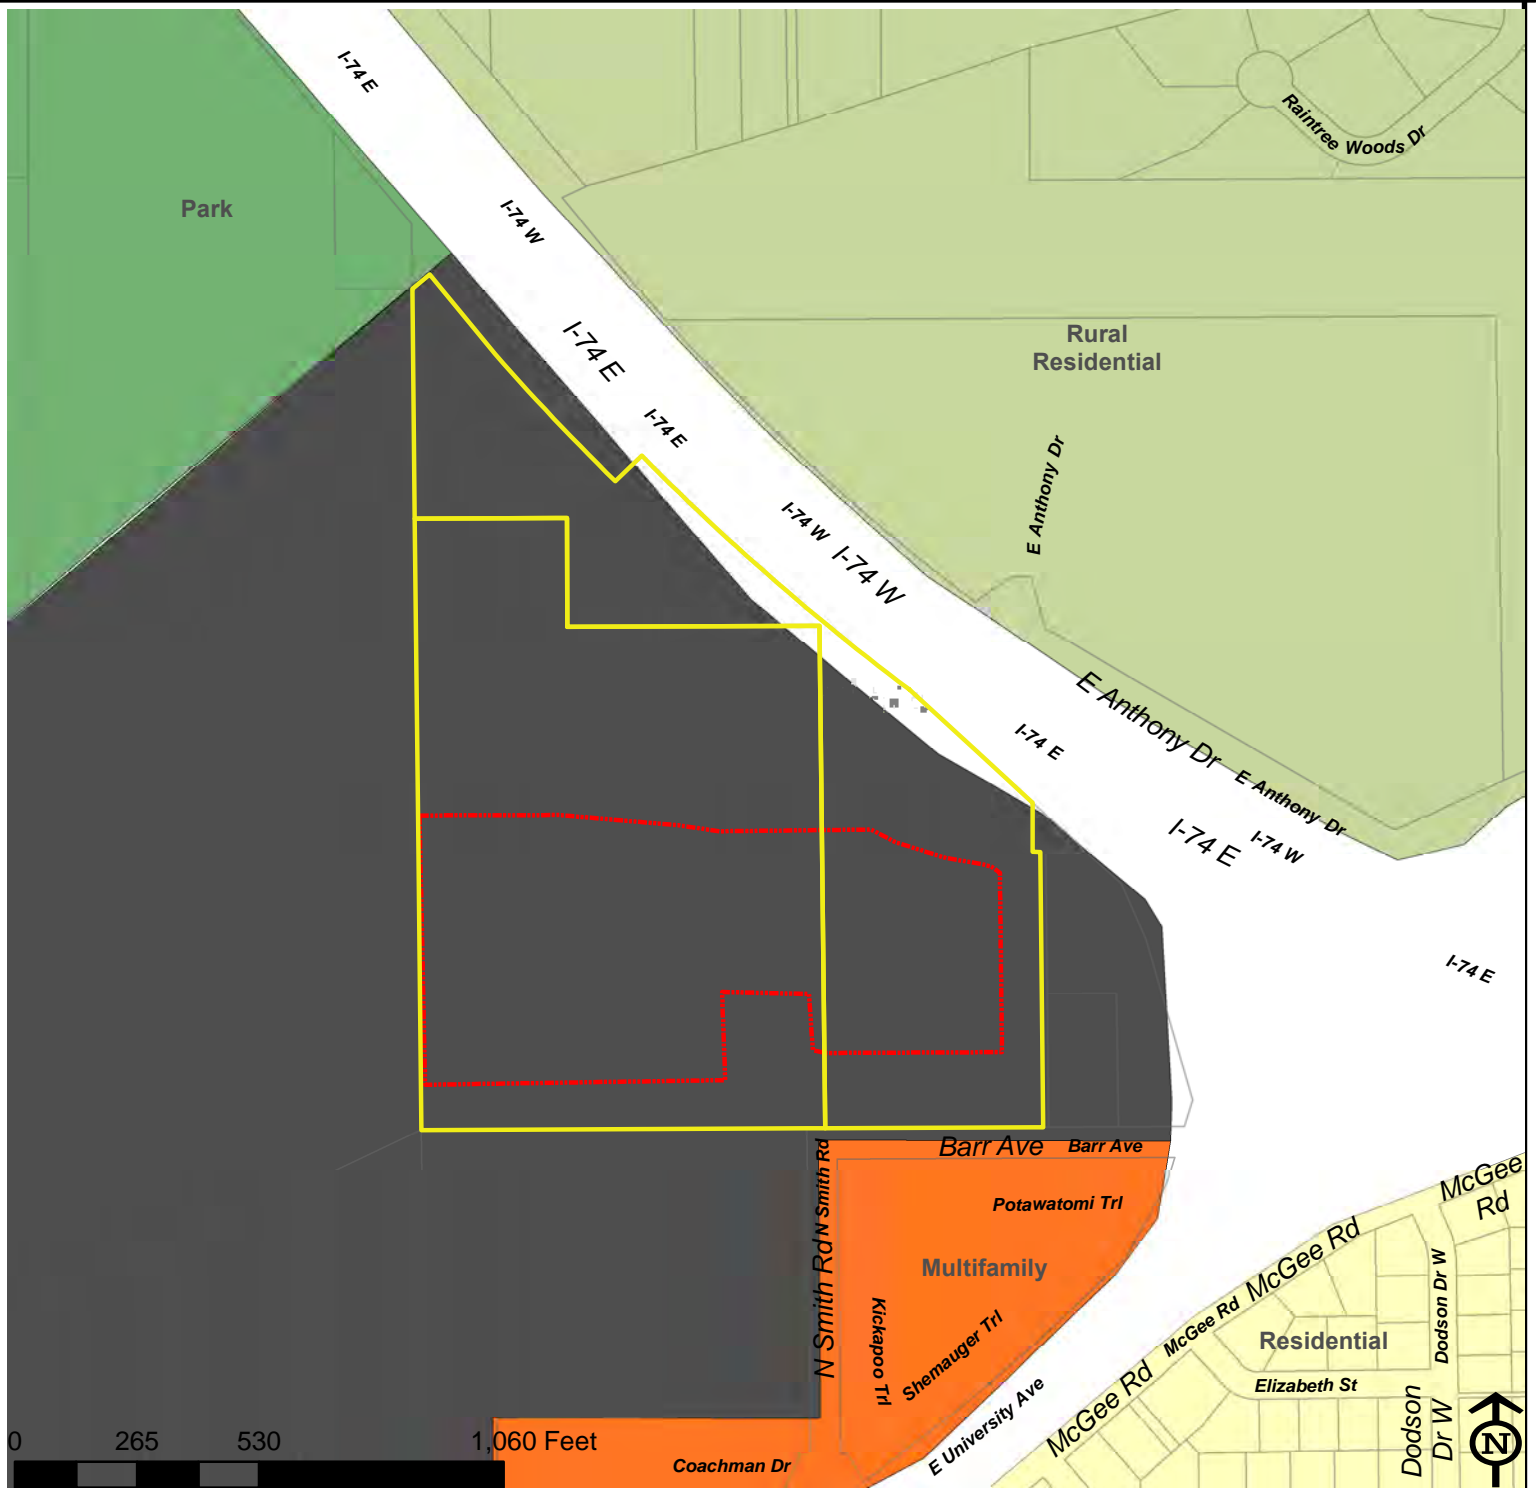 I-74 E
Raintree Woods Dr
Park
I-74 W
I-74 E
Rural
Residential
I-74 E
E Anthony Dr
I-74 W
I-74 W
E Anthony Dr
I-74 E
E Anthony Dr
I-74 E
I-74 W
I-74 E
Barr Ave
Barr Ave
N Smith Rd
McGee
Rd
Potawatomi Trl
N Smith Rd
McGee Rd
Multifamily
Dodson Dr W
Kickapoo Trl
McGee Rd
Residential
Shemauger Trl
Elizabeth St
McGee Rd
E University Ave
Dodson
Dr W
N
0 265 530 1,060 Feet
Coachman Dr